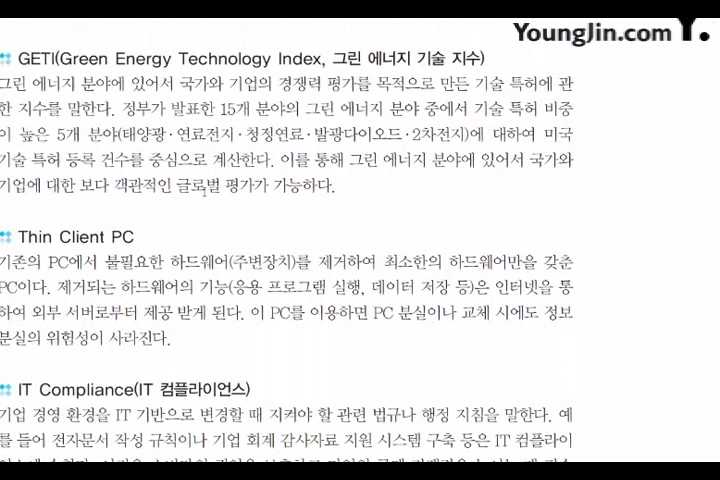 YoungJin.com Y.
GETI(Green Energy Technology Index, 그린 에너지 기술 지수)
그린 에너지 분야에 있어서 국가와 기업의 경쟁력 평가를 목적으로 만든 기술 특허에 관
한 지수를 말한다. 정부가 발표한 15개 분야의 그린 에너지 분야 중에서 기술 특허 비중
이 높은 5개 분야(태양광·연료전지·청정연료·발광다이오드·2차전지)에 대하여 미국
기술 특허 등록 건수를 중심으로 계산한다. 이를 통해 그린 에너지 분야에 있어서 국가와
기업에 대한 보다 객관적인 글로벌 평가가 가능하다.
Thin Client PC
기존의 PC에서 불필요한 하드웨어(주변장치)를 제거하여 최소한의 하드웨어만을 갖춘
PC이다. 제거되는 하드웨어의 기능(응용 프로그램 실행, 데이터 저장 등)은 인터넷을 통
하여 외부 서버로부터 제공 받게 된다. 이 PC를 이용하면 PC 분실이나 교체 시에도 정보
분실의 위험성이 사라진다.
IT Compliance(IT 컴플라이언스)
기업 경영 환경을 IT 기반으로 변경할 때 지켜야 할 관련 법규나 행정 지침을 말한다. 예
를 들어 전자문서 작성 규칙이나 기업 회계 감사자료 지원 시스템 구축 등은 IT 컴플라이